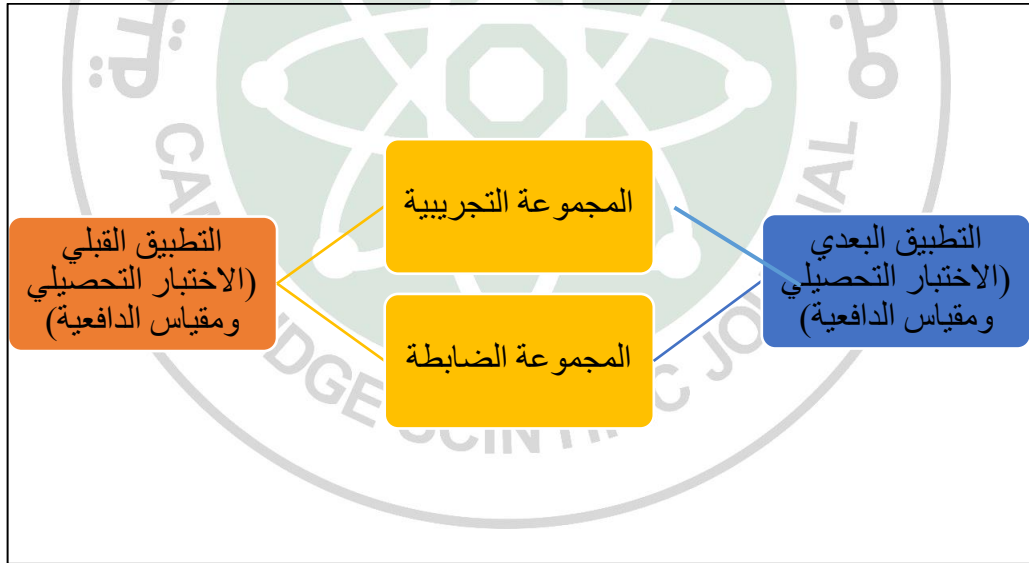 المجموعة التجريبية
التطبيق البعدي
(الاختبار التحصيلي
ومقياس الدافعية)
التطبيق القبلي
(الاختبار التحصيلي
ومقياس الدافعية)
المجموعة الضابطة